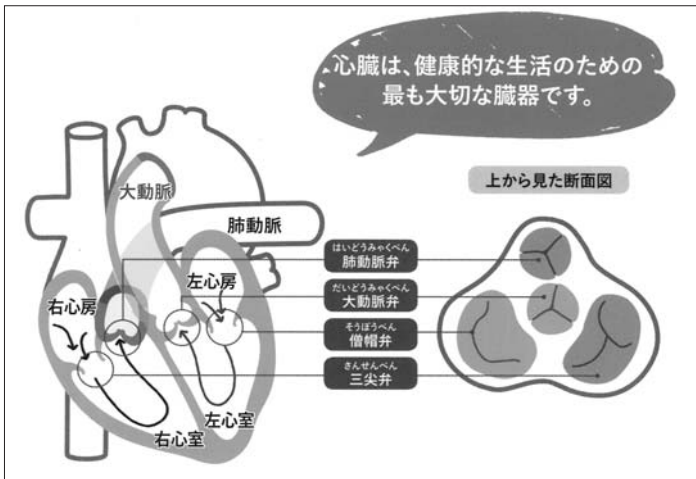 心臓は、健康的な生活のための
最も大切な臓器です。
上から見た断面図
大動脈
肺動脈
はいどうみゃくべん
肺動脈弁
だいどうみゃくべん
大動脈弁
そうぼうべん
僧帽弁
さんせんべん
三尖弁
左心房
右心房
左心室
右心室